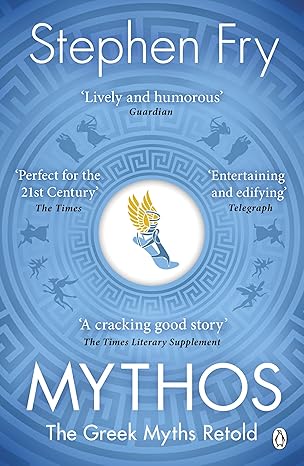 Stephen Fry
‘Lively and humorous’
Guardian
‘Perfect for the
21st Century’
The Times
‘Entertaining
and edifying’
Telegraph
‘A cracking good story’
The Times Literary Supplement
MYTHOS
The Greek Myths Retold